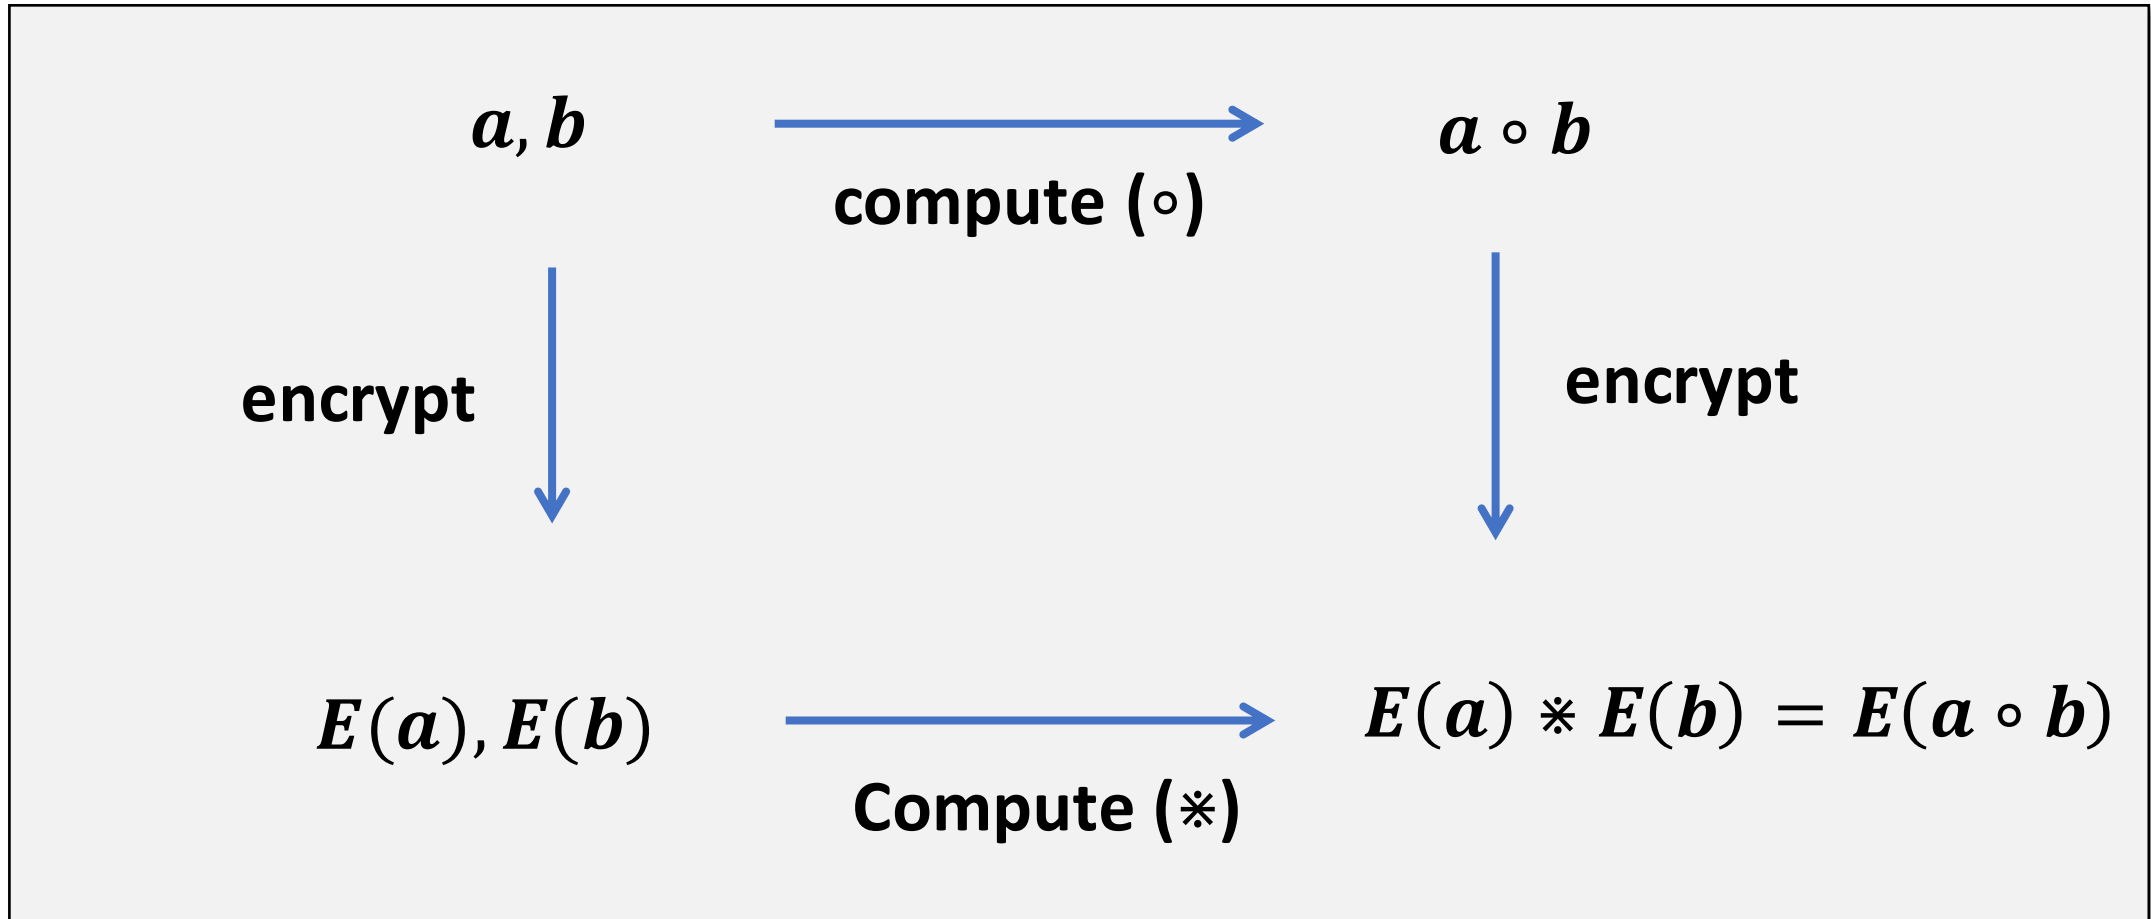 a, b
a ∘ b
compute (∘)
encrypt
encrypt
E(a), E(b)
E(a) ⋇ E(b) = E(a ∘ b)
Compute (⋇)